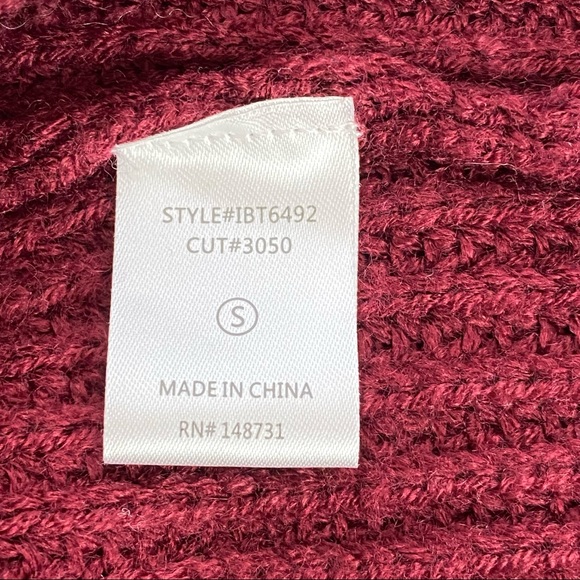 STYLE#IBT6492
CUT#3050
S
MADE IN CHINA
RN# 148731